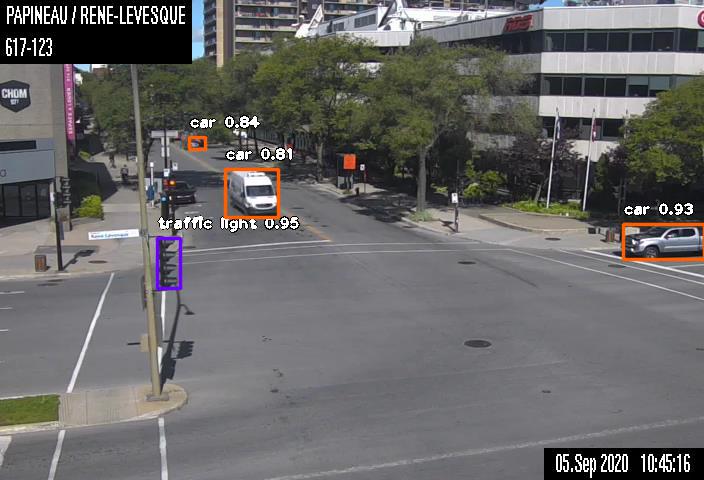 PAPINEAU / RENE-LEVESQUE
617-123
CHOM
car 0.84
car 0.81
traffic light 0.95
car 0.93
René-Lévesque
05.Sep 2020 10:45:16